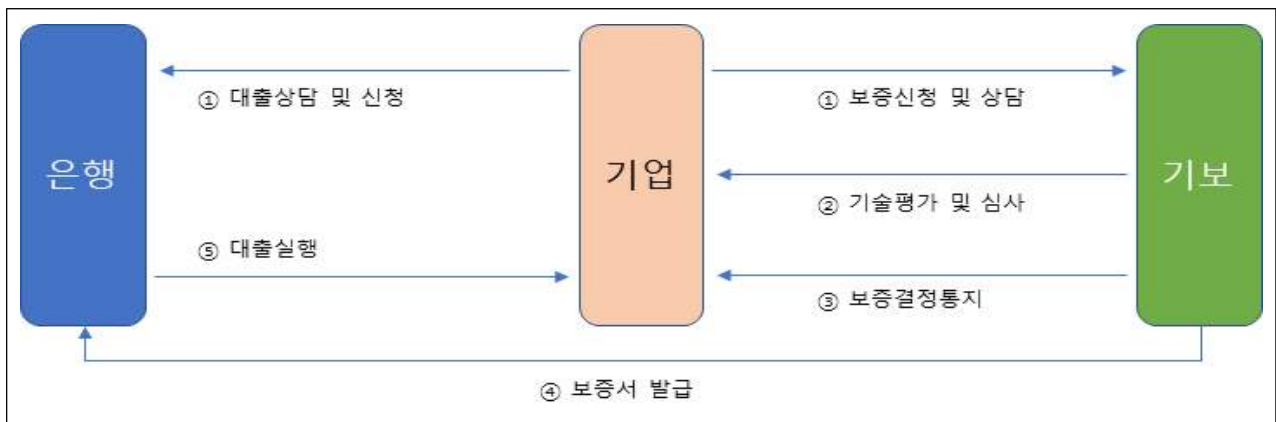 ① 대출상담 및 신청
① 보증신청 및 상담
은행
기업
기보
② 기술평가 및 심사
⑤ 대출실행
③ 보증결정통지
④ 보증서 발급